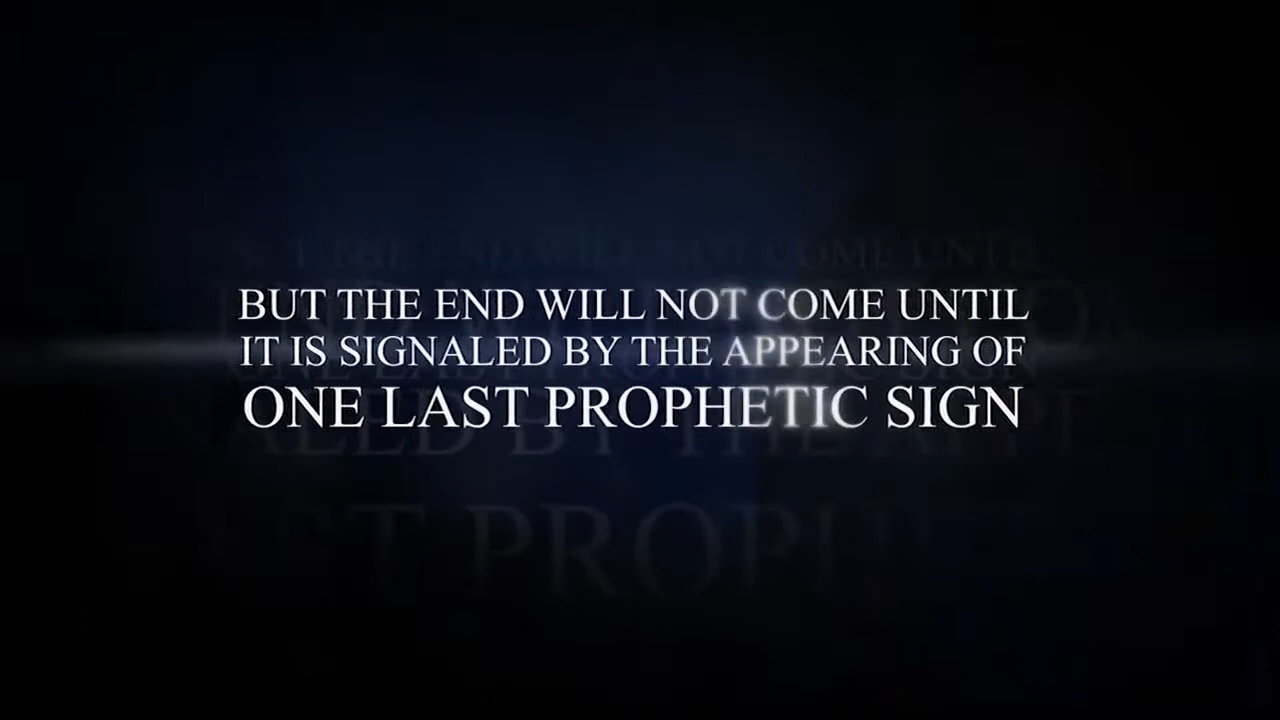 BUT THE END WILL NOT COME UNTIL
IT IS SIGNALED BY THE APPEARING OF
ONE LAST PROPHETIC SIGN